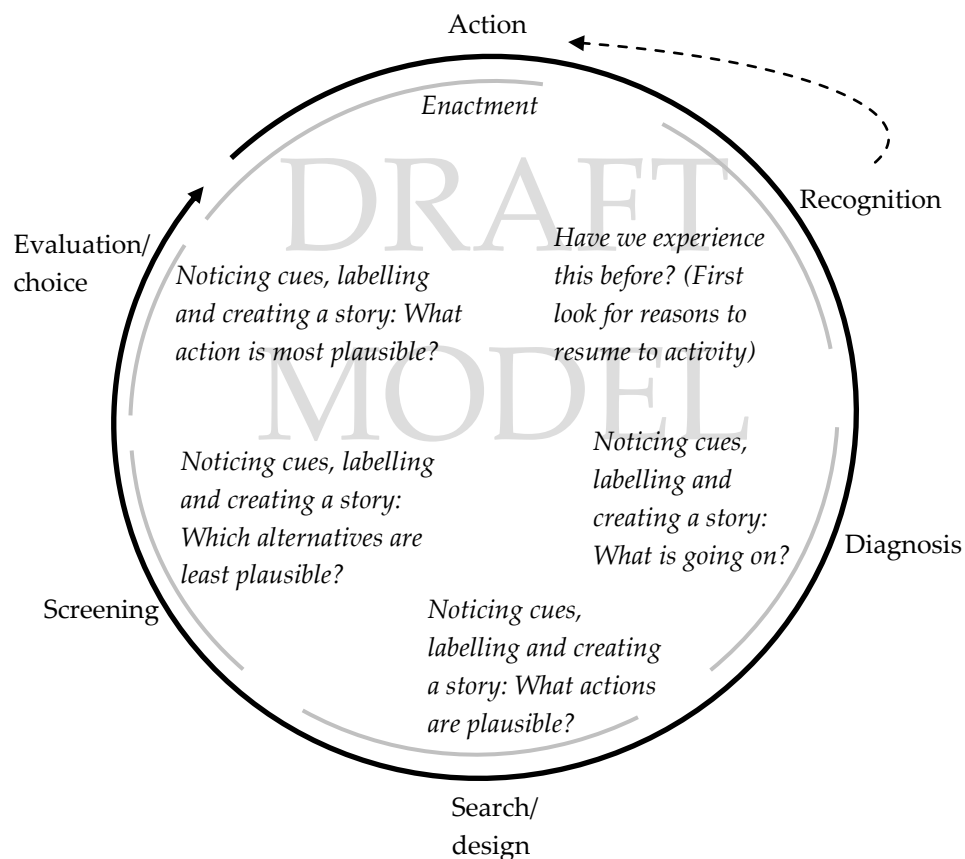 Action
Enactment
DRAFT
MODEL
Recognition
Have we experience
this before? (First
look for reasons to
resume to activity)
Noticing cues,
labelling and
creating a story:
What is going on?
Diagnosis
Noticing cues,
labelling and creating
a story: What actions
are plausible?
Search/
design
Noticing cues, labelling
and creating a story:
Which alternatives are
least plausible?
Screening
Noticing cues, labelling
and creating a story: What
action is most plausible?
Evaluation/
choice